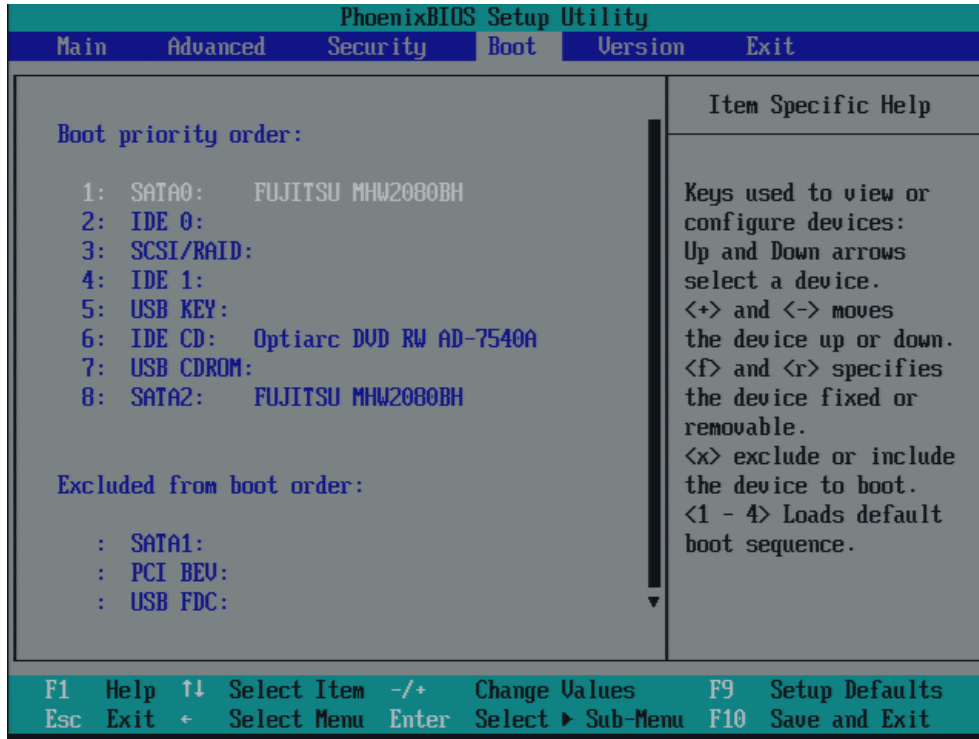 PhoenixBIOS Setup Utility
Main Advanced Security Boot Version Exit
Boot priority order:
1: SATA0: FUJITSU MHW2080BH
2: IDE 0:
3: SCSI/RAID:
4: IDE 1:
5: USB KEY:
6: IDE CD: Optiarc DVD RW AD-7540A
7: USB CDROM:
8: SATA2: FUJITSU MHW2080BH
Excluded from boot order:
: SATA1:
: PCI BEV:
: USB FDC:
Item Specific Help
Keys used to view or
configure devices:
Up and Down arrows
select a device.
<+> and <-> moves
the device up or down.
<f> and <r> specifies
the device fixed or
removable.
<x> exclude or include
the device to boot.
<1 - 4> Loads default
boot sequence.
F1 Help ↑↓ Select Item -/+ Change Values F9 Setup Defaults
Esc Exit ← Select Menu Enter Select ▶ Sub-Menu F10 Save and Exit